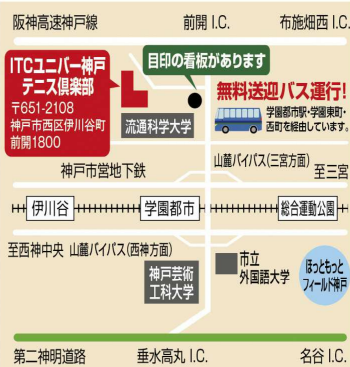 阪神高速神戸線
前開 I.C.
布施畑西 I.C.
ITCユニバー神戸
テニス倶楽部
〒651-2108
神戸市西区伊川谷町
前開1800
目印の看板があります
無料送迎バス運行!
学園都市駅・学園東町・
西町を経由しています。
流通科学大学
神戸市営地下鉄
山麓バイパス(三宮方面)
至三宮
伊川谷
学園都市
総合運動公園
至西神中央
山麓バイパス(西神方面)
神戸芸術
工科大学
市立
外国語大学
ほっともっと
フィールド神戸
第二神明道路
垂水高丸 I.C.
名谷 I.C.